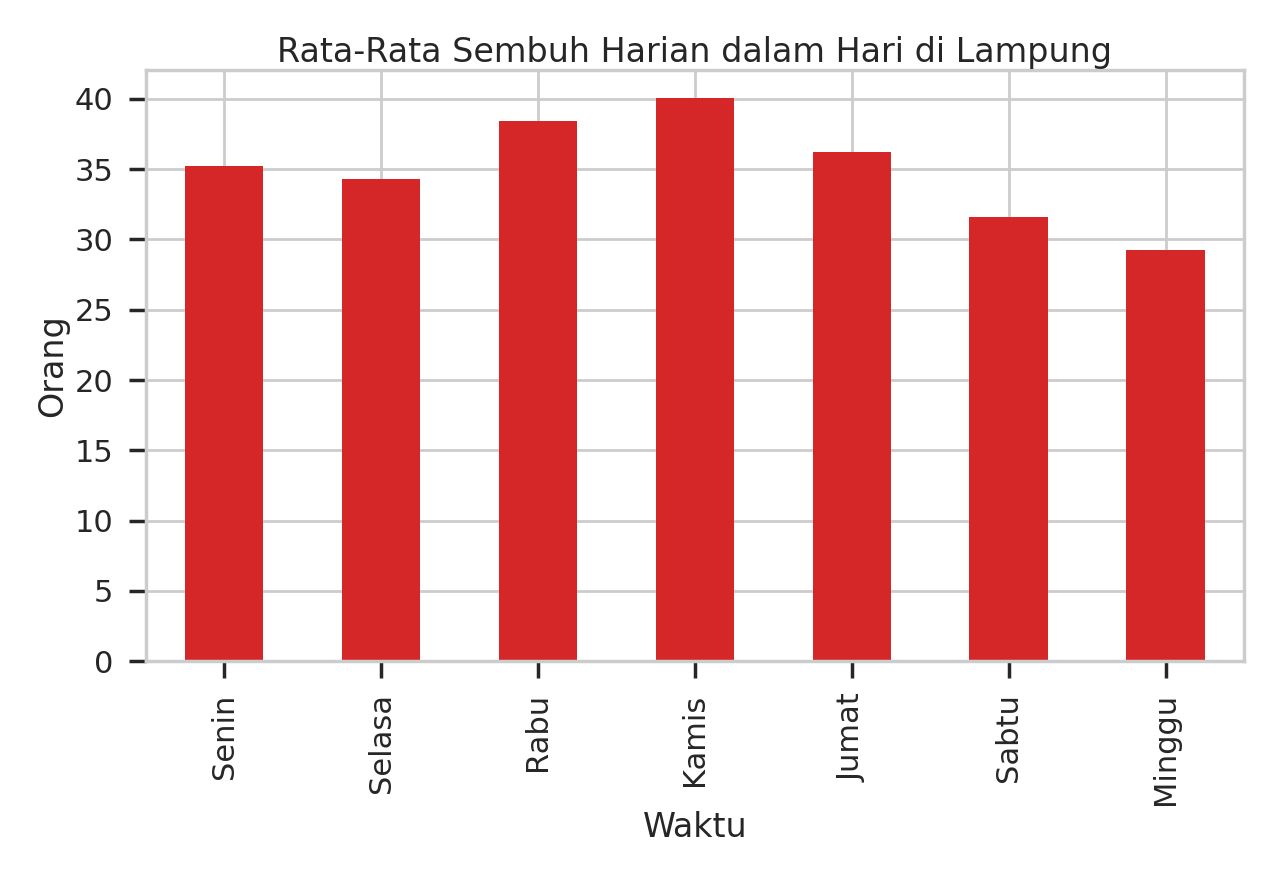 Rata-Rata Sembuh Harian dalam Hari di Lampung
Orang
40
35
30
25
20
15
10
5
0
Senin
Selasa
Rabu
Kamis
Jumat
Sabtu
Minggu
Waktu